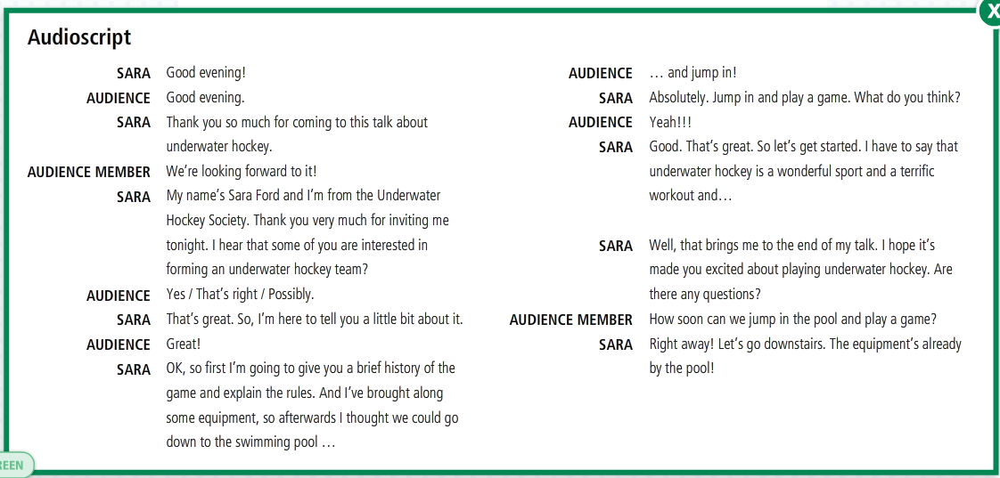 X
Audioscript
SARA Good evening!
AUDIENCE Good evening.
SARA Thank you so much for coming to this talk about
underwater hockey.
AUDIENCE MEMBER We're looking forward to it!
SARA My name's Sara Ford and I'm from the Underwater
Hockey Society. Thank you very much for inviting me
tonight. I hear that some of you are interested in
forming an underwater hockey team?
AUDIENCE Yes / That's right / Possibly.
SARA That's great. So, I'm here to tell you a little bit about it.
AUDIENCE Great!
SARA OK, so first I'm going to give you a brief history of the
game and explain the rules. And I've brought along
some equipment, so afterwards I thought we could go
down to the swimming pool …
AUDIENCE … and jump in!
SARA Absolutely. Jump in and play a game. What do you think?
AUDIENCE Yeah!!!
SARA Good. That's great. So let's get started. I have to say that
underwater hockey is a wonderful sport and a terrific
workout and…
SARA Well, that brings me to the end of my talk. I hope it's
made you excited about playing underwater hockey. Are
there any questions?
AUDIENCE MEMBER How soon can we jump in the pool and play a game?
SARA Right away! Let's go downstairs. The equipment's already
by the pool!
REEN